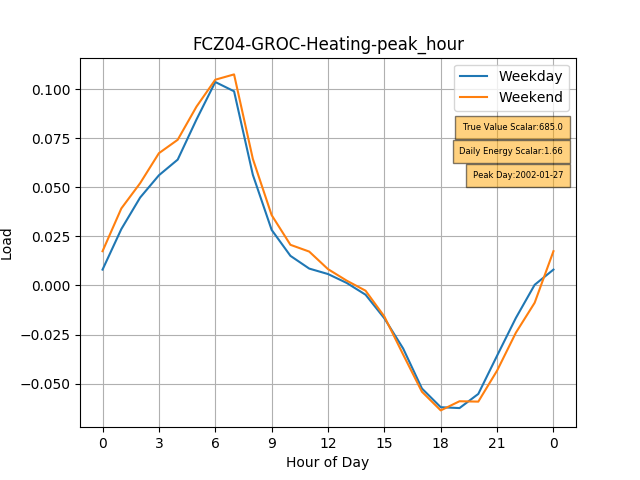 FCZ04-GROC-Heating-peak_hour
Weekday
Weekend
True Value Scalar:685.0
Daily Energy Scalar:1.66
Peak Day:2002-01-27
Load
0.100
0.075
0.050
0.025
0.000
−0.025
−0.050
0 3 6 9 12 15 18 21 0
Hour of Day